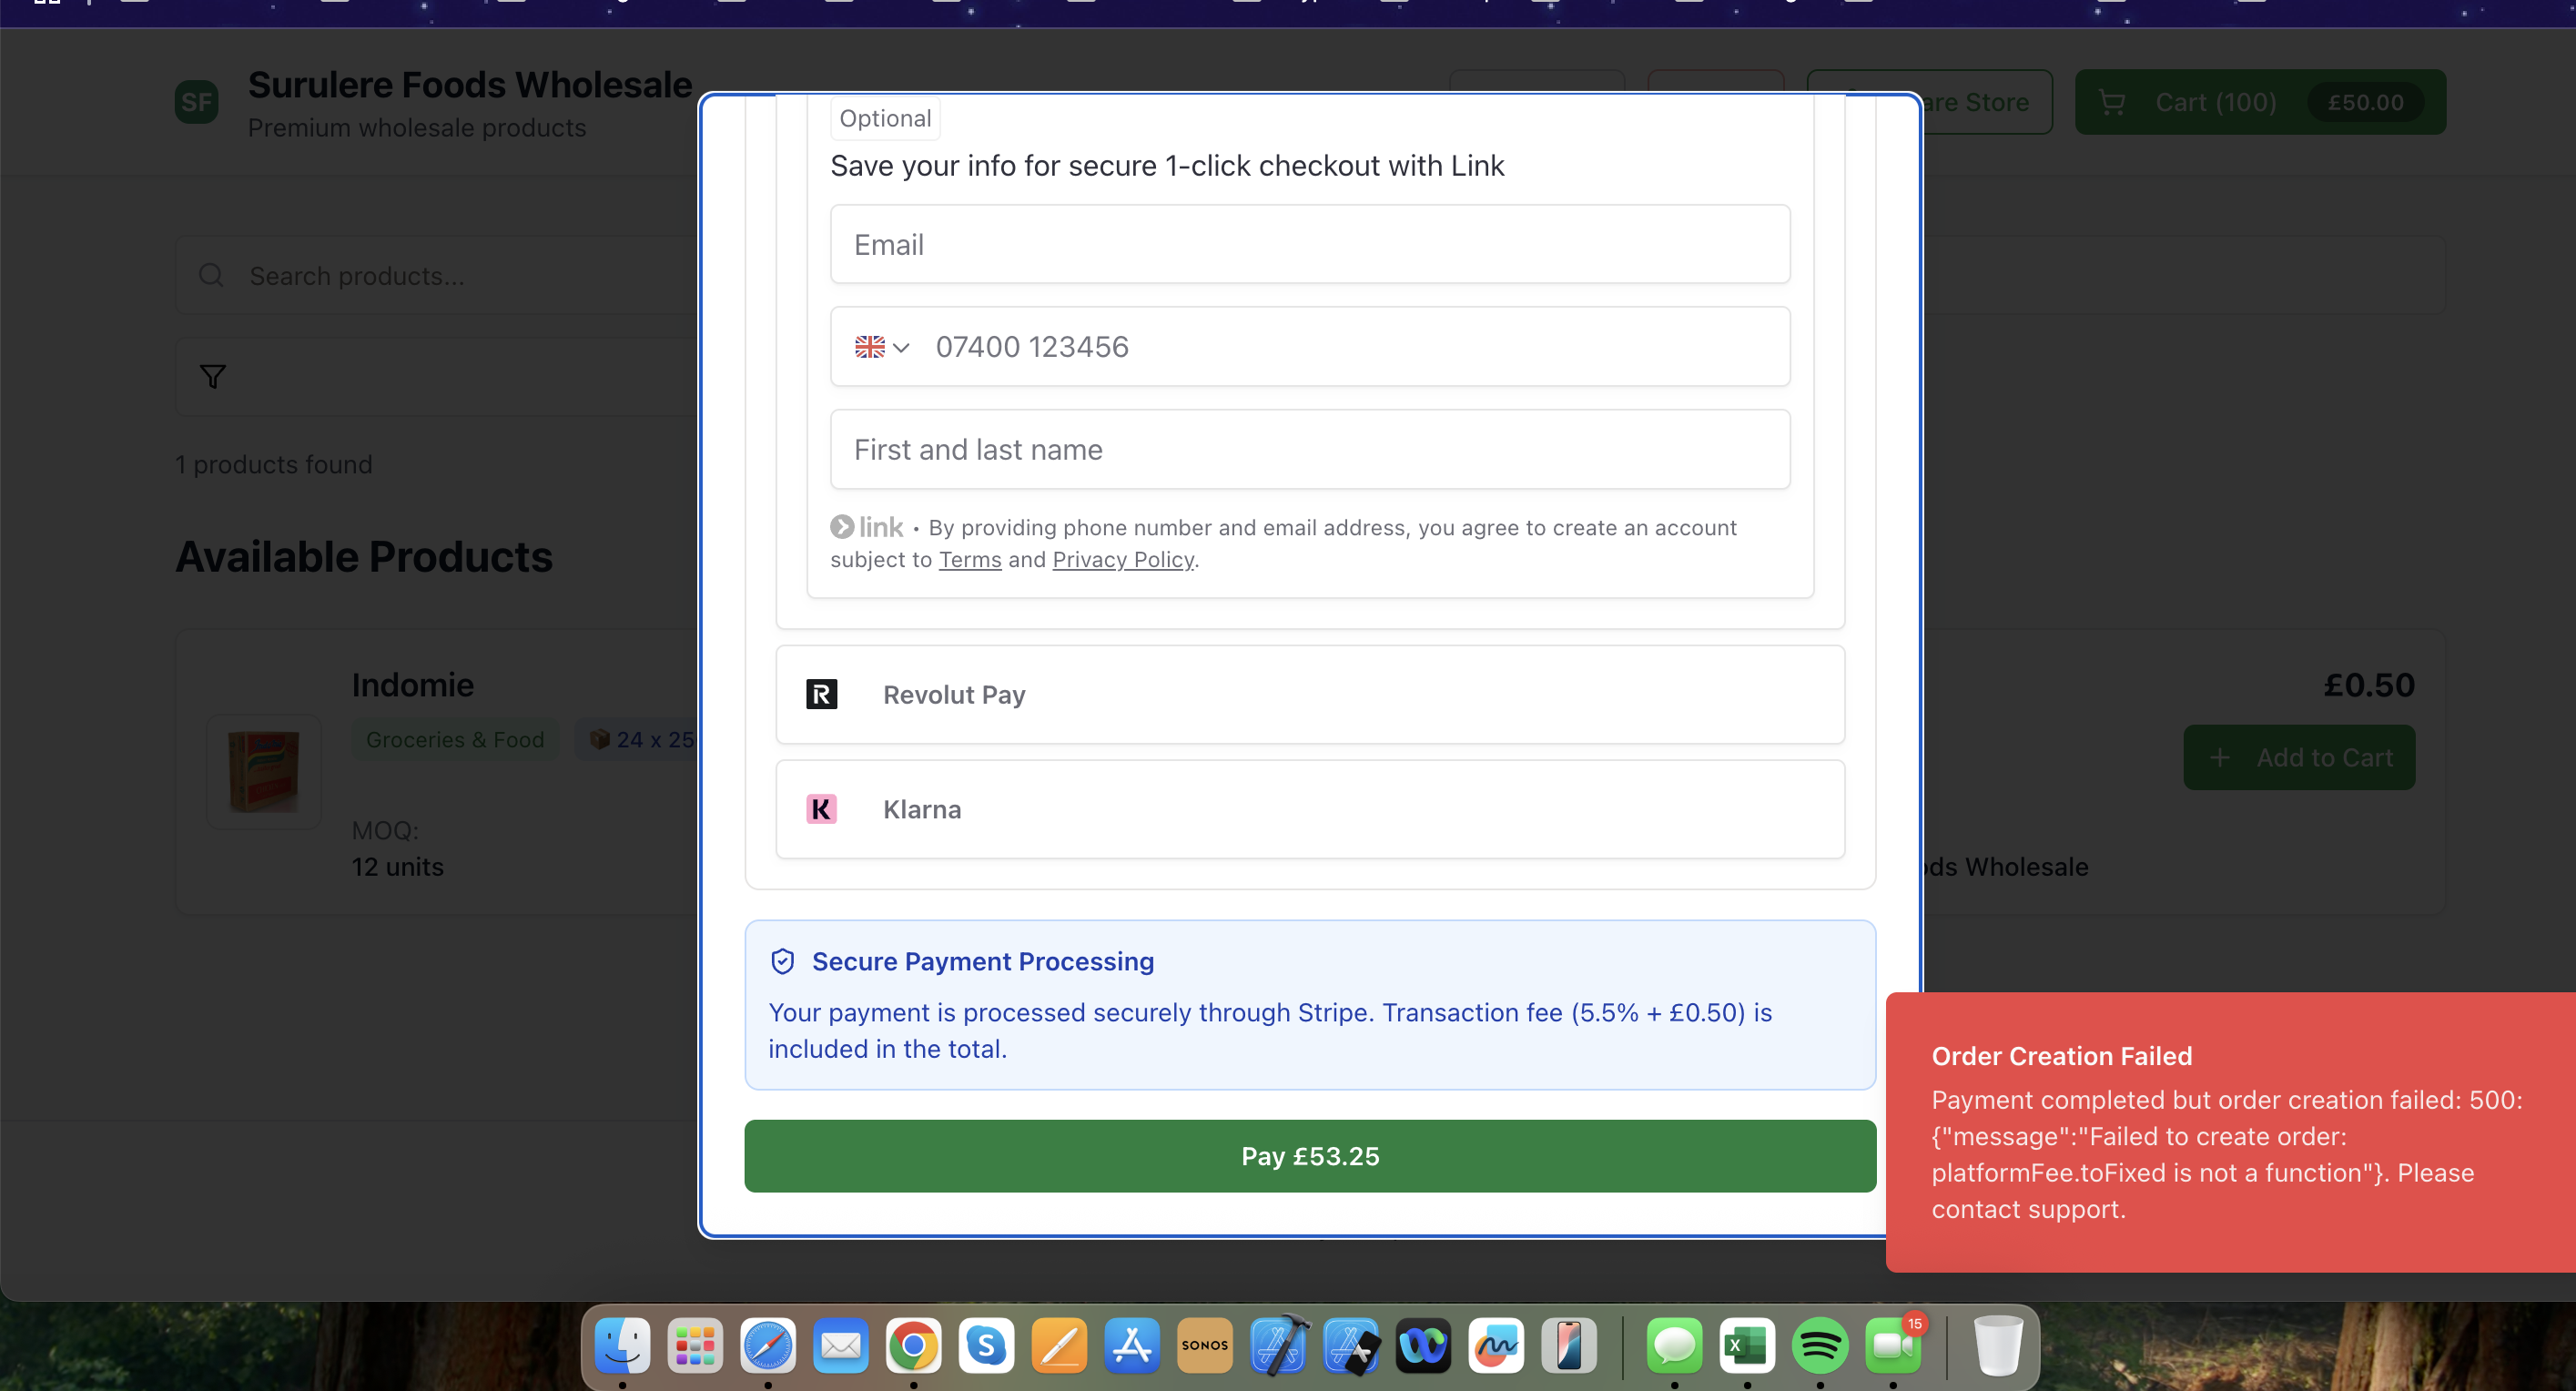 SF
Surulere Foods Wholesale
Premium wholesale products
are Store
Cart (100)
£50.00
Search products...
1 products found
Available Products
Indomie
Groceries & Food
24 x 25
MOQ:
12 units
£0.50
Add to Cart
ds Wholesale
Optional
Save your info for secure 1-click checkout with Link
Email
07400 123456
First and last name
link • By providing phone number and email address, you agree to create an account
subject to Terms and Privacy Policy.
Revolut Pay
K
Klarna
Secure Payment Processing
Your payment is processed securely through Stripe. Transaction fee (5.5% + £0.50) is
included in the total.
Pay £53.25
Order Creation Failed
Payment completed but order creation failed: 500:
{"message":"Failed to create order:
platformFee.toFixed is not a function"}. Please
contact support.
SONOS
15